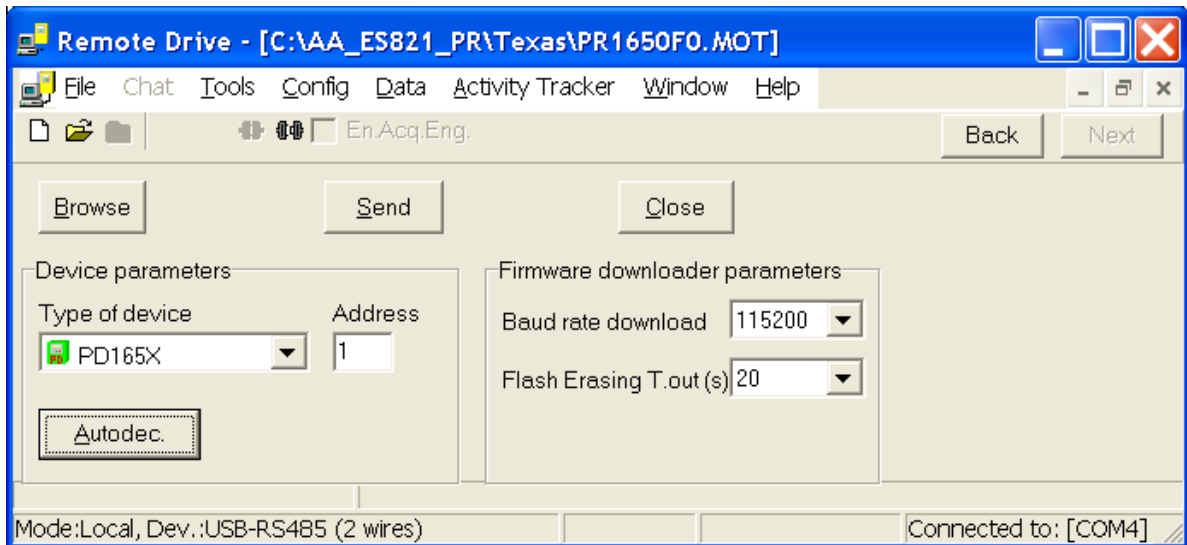 Remote Drive - [C:\AA_ES821_PR\Texas\PR1650F0.MOT]
File Chat Tools Config Data Activity Tracker Window Help
En.Acq.Eng. Back Next
Browse Send Close
Device parameters
Type of device Address
PD165X 1
Autodec.
Firmware downloader parameters
Baud rate download 115200
Flash Erasing T.out (s) 20
Mode:Local, Dev.:USB-RS485 (2 wires) Connected to: [COM4]